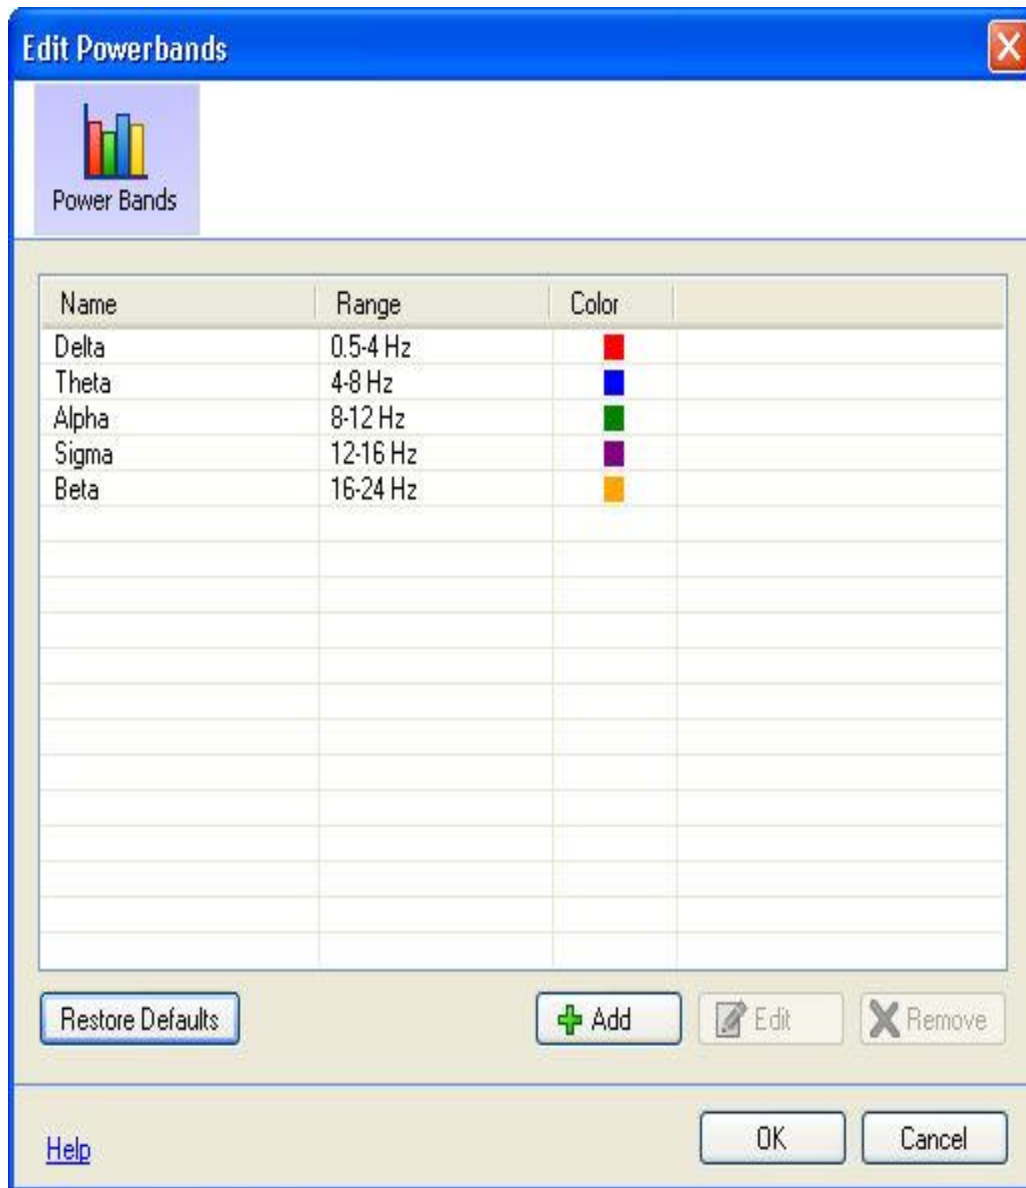 Edit Powerbands
Power Bands
Name Range Color
Delta 0.5-4 Hz
Theta 4-8 Hz
Alpha 8-12 Hz
Sigma 12-16 Hz
Beta 16-24 Hz
Restore Defaults Add Edit Remove
Help OK Cancel